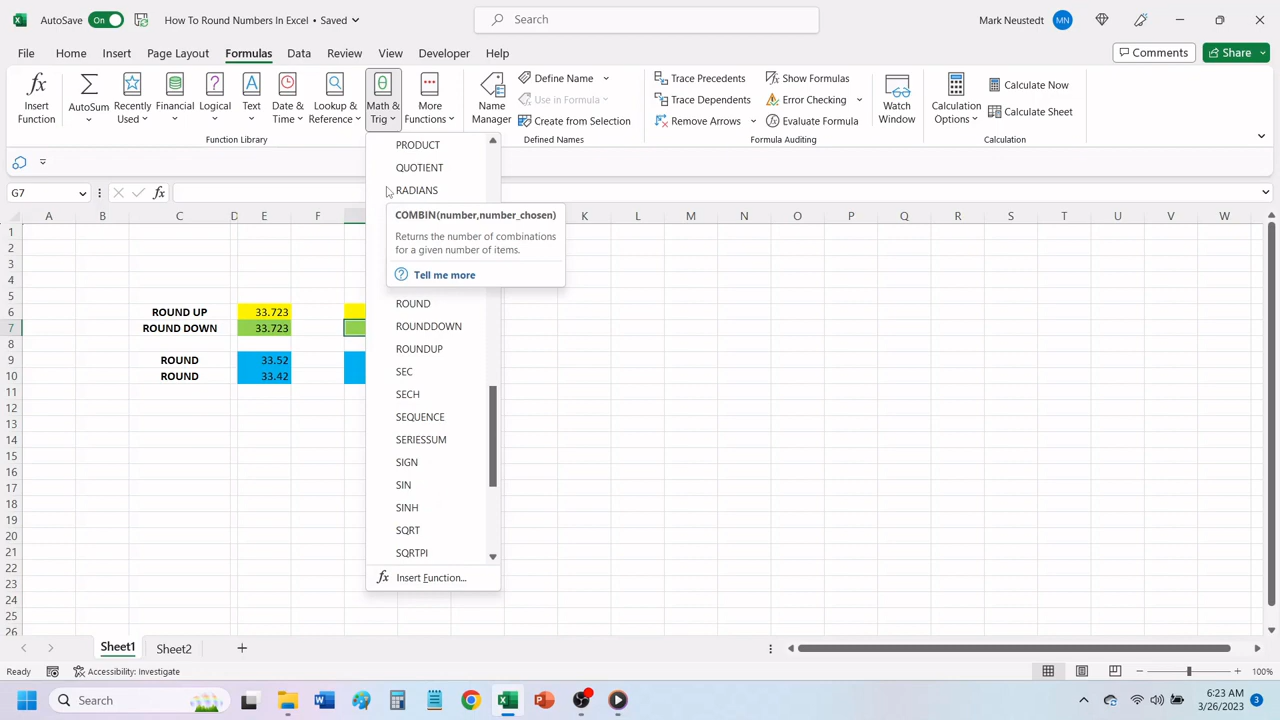 AutoSave On How To Round Numbers In Excel • Saved Search Mark Neustedt MN
File Home Insert Page Layout Formulas Data Review View Developer Help Comments Share
Insert Function
AutoSum
Recently Used
Financial
Logical
Text
Date & Time
Lookup & Reference
Math & Trig
More Functions
Function Library
Name Manager
Define Name
Use in Formula
Create from Selection
Defined Names
Trace Precedents
Trace Dependents
Remove Arrows
Show Formulas
Error Checking
Evaluate Formula
Formula Auditing
Watch Window
Calculation Options
Calculate Now
Calculate Sheet
Calculation
G7 fx
A B C D E F K L M N O P Q R S T U V W
PRODUCT
QUOTIENT
RADIANS
COMBIN(number,number_chosen)
Returns the number of combinations
for a given number of items.
Tell me more
ROUND
ROUNDDOWN
ROUNDUP
SEC
SECH
SEQUENCE
SERIESSUM
SIGN
SIN
SINH
SQRT
SQRTPI
fx Insert Function...
1
2
3
4
5
6 ROUND UP 33.723
7 ROUND DOWN 33.723
8
9 ROUND 33.52
10 ROUND 33.42
11
12
13
14
15
16
17
18
19
20
21
22
23
24
25
26
Sheet1 Sheet2
Ready Accessibility: Investigate 100%
Search
6:23 AM
3/26/2023
3